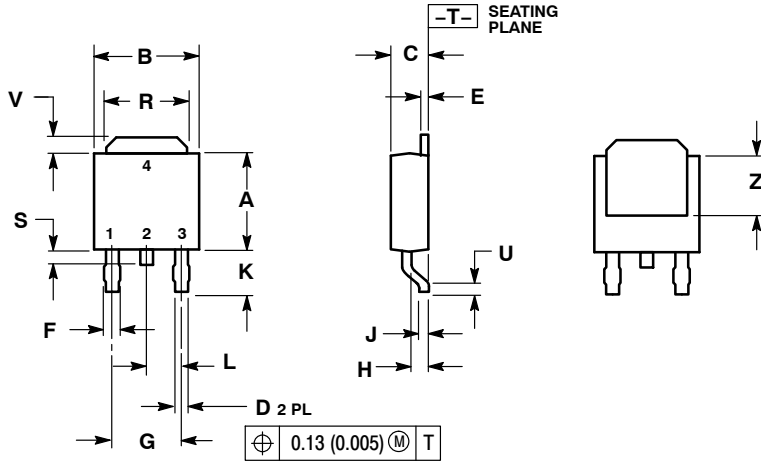 –T– SEATING
PLANE
B
C
V
R
E
4
A
Z
S
1 2 3
K
U
F
J
L
H
D 2 PL
G
⌖ 0.13 (0.005) Ⓜ T